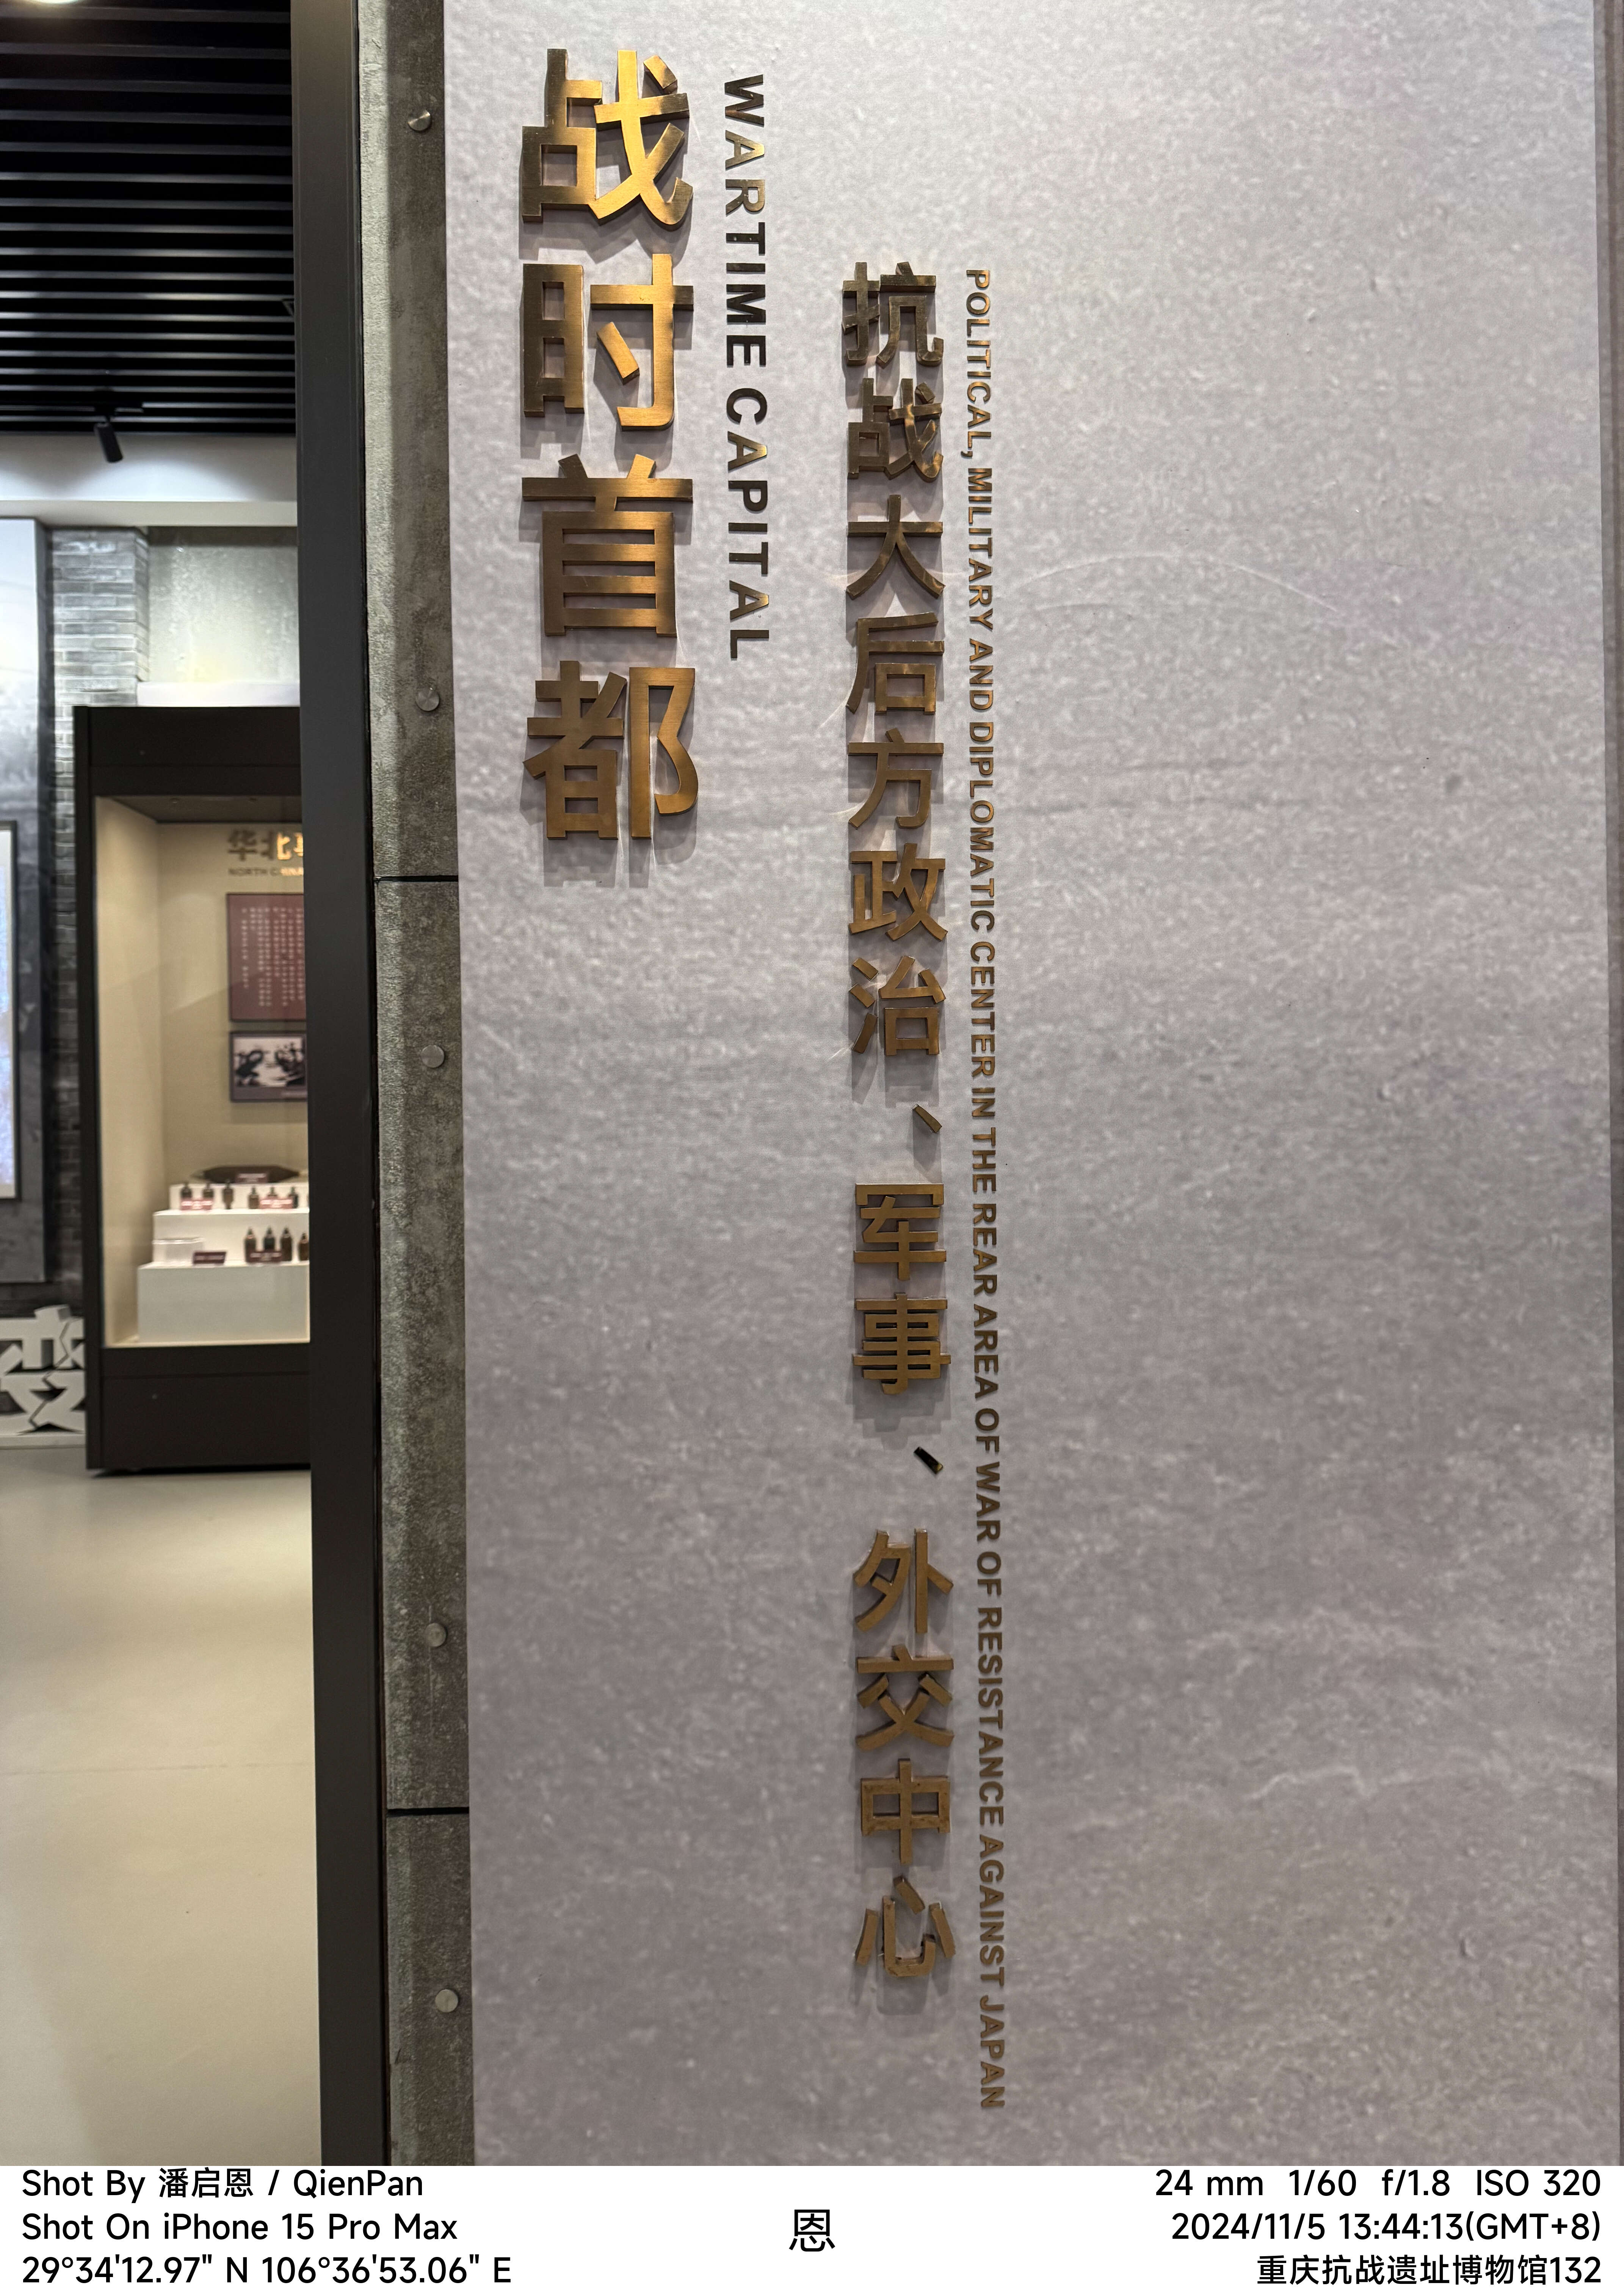 战时首都
WARTIME CAPITAL
抗战大后方政治、军事、外交中心
POLITICAL, MILITARY AND DIPLOMATIC CENTER IN THE REAR AREA OF WAR OF RESISTANCE AGAINST JAPAN
华北
NORTH
变
Shot By 潘启恩 / QienPan
Shot On iPhone 15 Pro Max
29°34'12.97" N 106°36'53.06" E
恩
24 mm 1/60 f/1.8 ISO 320
2024/11/5 13:44:13(GMT+8)
重庆抗战遗址博物馆132